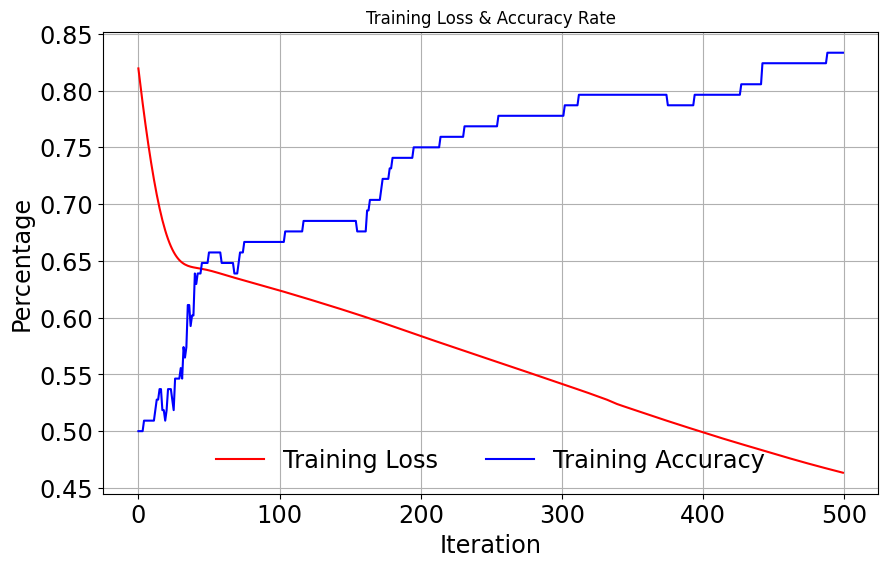 Training Loss & Accuracy Rate
0.85
0.80
0.75
0.70
0.65
0.60
0.55
0.50
0.45
Percentage
Training Loss Training Accuracy
0 100 200 300 400 500
Iteration